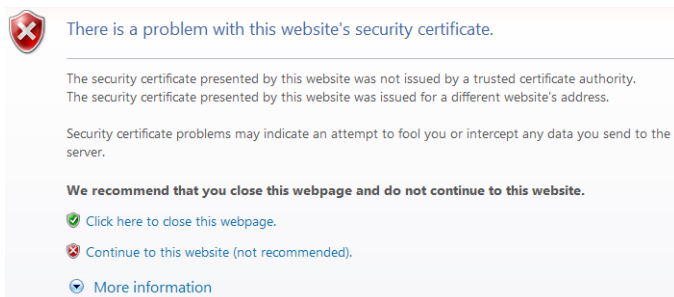 There is a problem with this website's security certificate.
The security certificate presented by this website was not issued by a trusted certificate authority.
The security certificate presented by this website was issued for a different website's address.
Security certificate problems may indicate an attempt to fool you or intercept any data you send to the
server.
We recommend that you close this webpage and do not continue to this website.
Click here to close this webpage.
Continue to this website (not recommended).
More information